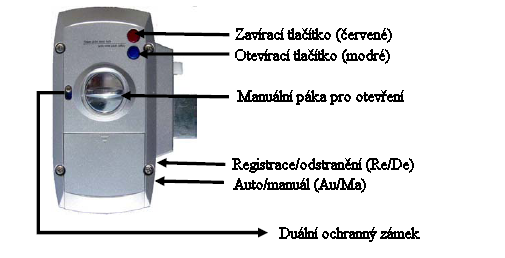 Zavírací tlačítko (červené)
Otevírací tlačítko (modré)
Manuální páka pro otevření
Registrace/odstranění (Re/De)
Auto/manuál (Au/Ma)
Duální ochranný zámek